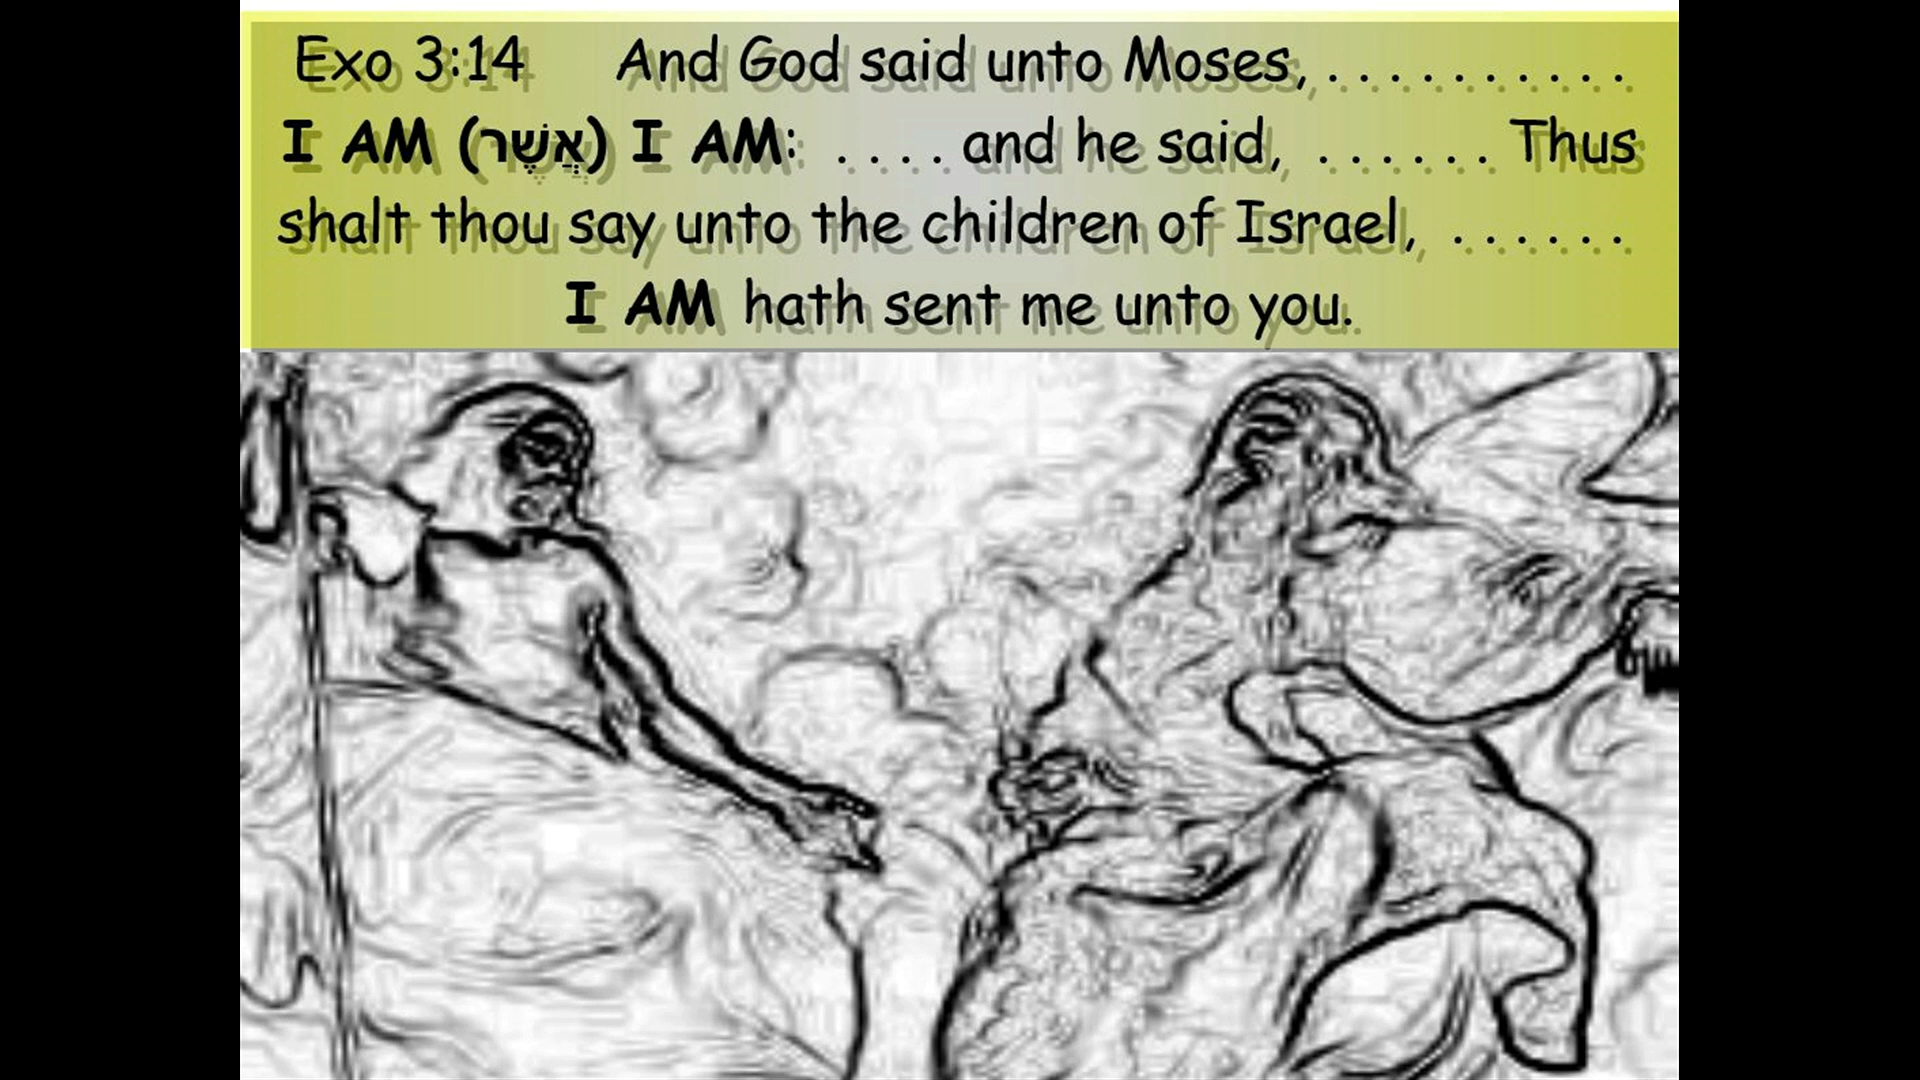 Exo 3:14 And God said unto Moses, . . . . . . . . . . .
I AM (אֲשֶׁר) I AM: . . . . and he said, . . . . . . Thus
shalt thou say unto the children of Israel, . . . . . .
I AM hath sent me unto you.